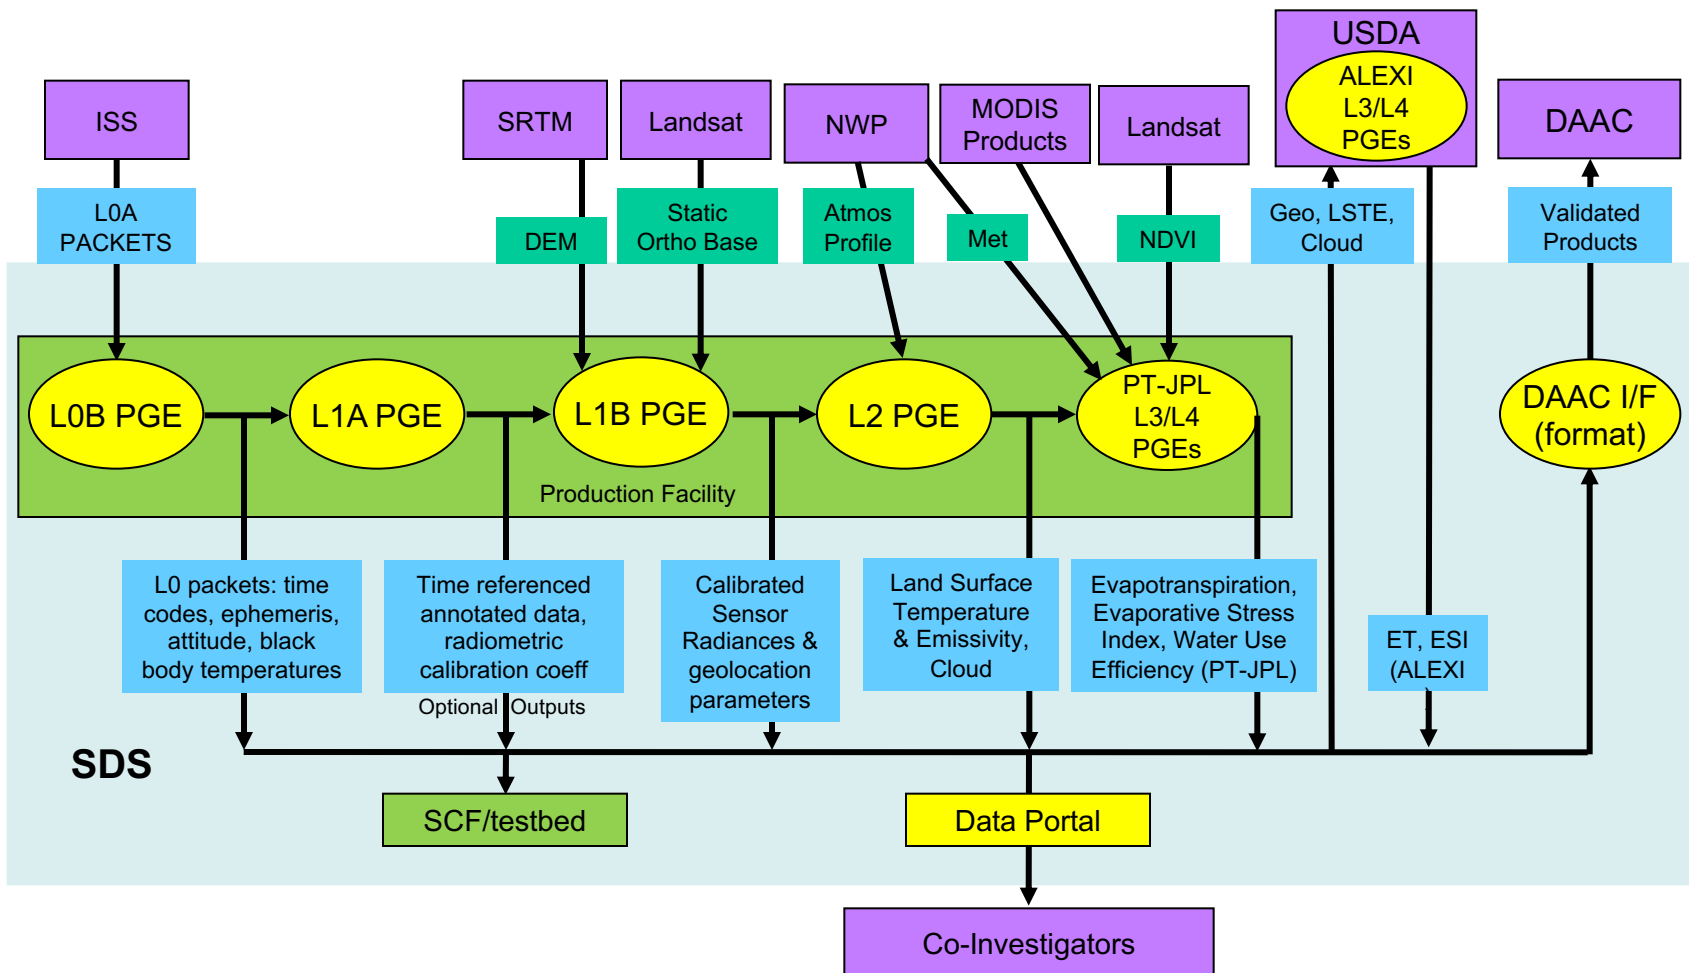 USDA
ALEXI
L3/L4
PGEs
ISS
SRTM
Landsat
NWP
MODIS
Products
Landsat
DAAC
L0A
PACKETS
DEM
Static
Ortho Base
Atmos
Profile
Met
NDVI
Geo, LSTE,
Cloud
Validated
Products
L0B PGE
L1A PGE
L1B PGE
L2 PGE
PT-JPL
L3/L4
PGEs
DAAC I/F
(format)
Production Facility
L0 packets: time
codes, ephemeris,
attitude, black
body temperatures
Time referenced
annotated data,
radiometric
calibration coeff
Optional Outputs
Calibrated
Sensor
Radiances &
geolocation
parameters
Land Surface
Temperature
& Emissivity,
Cloud
Evapotranspiration,
Evaporative Stress
Index, Water Use
Efficiency (PT-JPL)
ET, ESI
(ALEXI
)
SDS
SCF/testbed
Data Portal
Co-Investigators